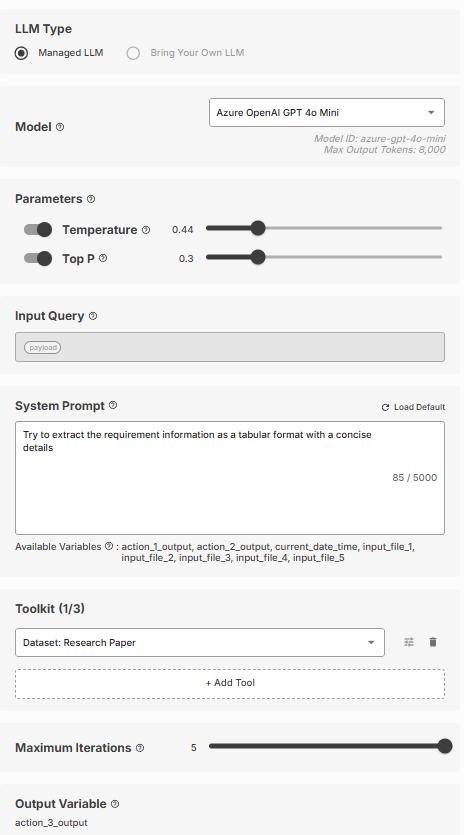 LLM Type
Managed LLM Bring Your Own LLM
Model Azure OpenAI GPT 4o Mini
Model ID: azure-gpt-4o-mini
Max Output Tokens: 8,000
Parameters
Temperature 0.44
Top P 0.3
Input Query
payload
System Prompt Load Default
Try to extract the requirement information as a tabular format with a concise
details
85 / 5000
Available Variables : action_1_output, action_2_output, current_date_time, input_file_1,
input_file_2, input_file_3, input_file_4, input_file_5
Toolkit (1/3)
Dataset: Research Paper
+ Add Tool
Maximum Iterations 5
Output Variable
action_3_output